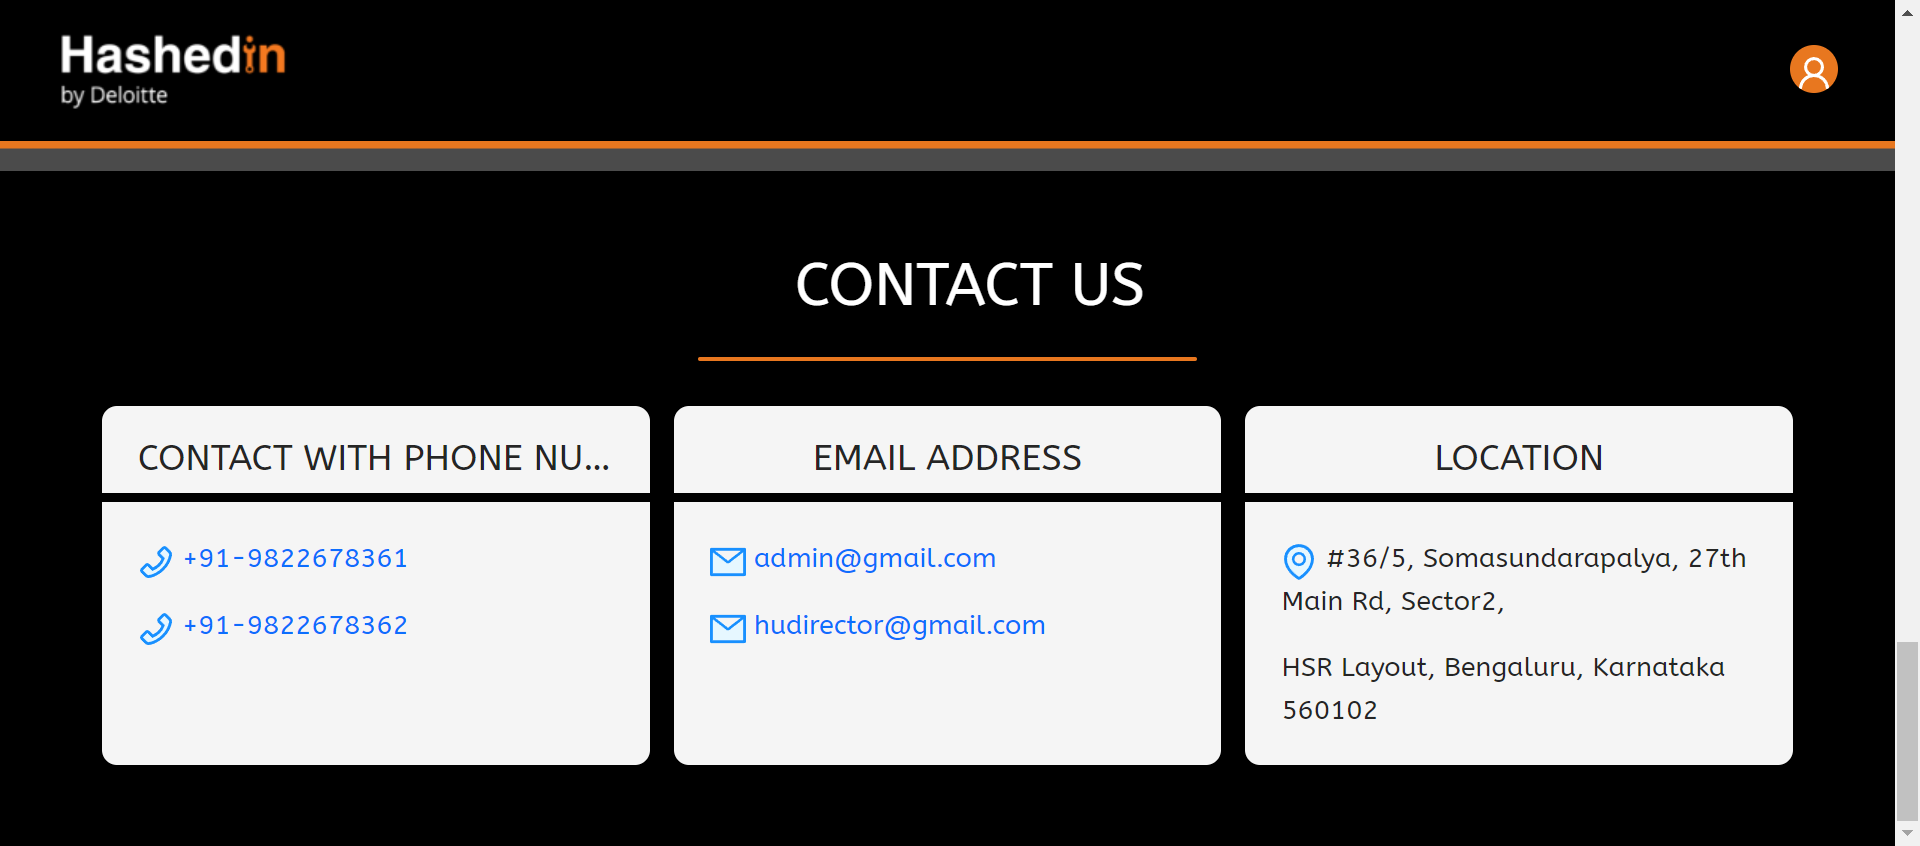 Hashedin
by Deloitte
CONTACT US
CONTACT WITH PHONE NU...
+91-9822678361
+91-9822678362
EMAIL ADDRESS
admin@gmail.com
hudirector@gmail.com
LOCATION
#36/5, Somasundarapalya, 27th
Main Rd, Sector2,
HSR Layout, Bengaluru, Karnataka
560102